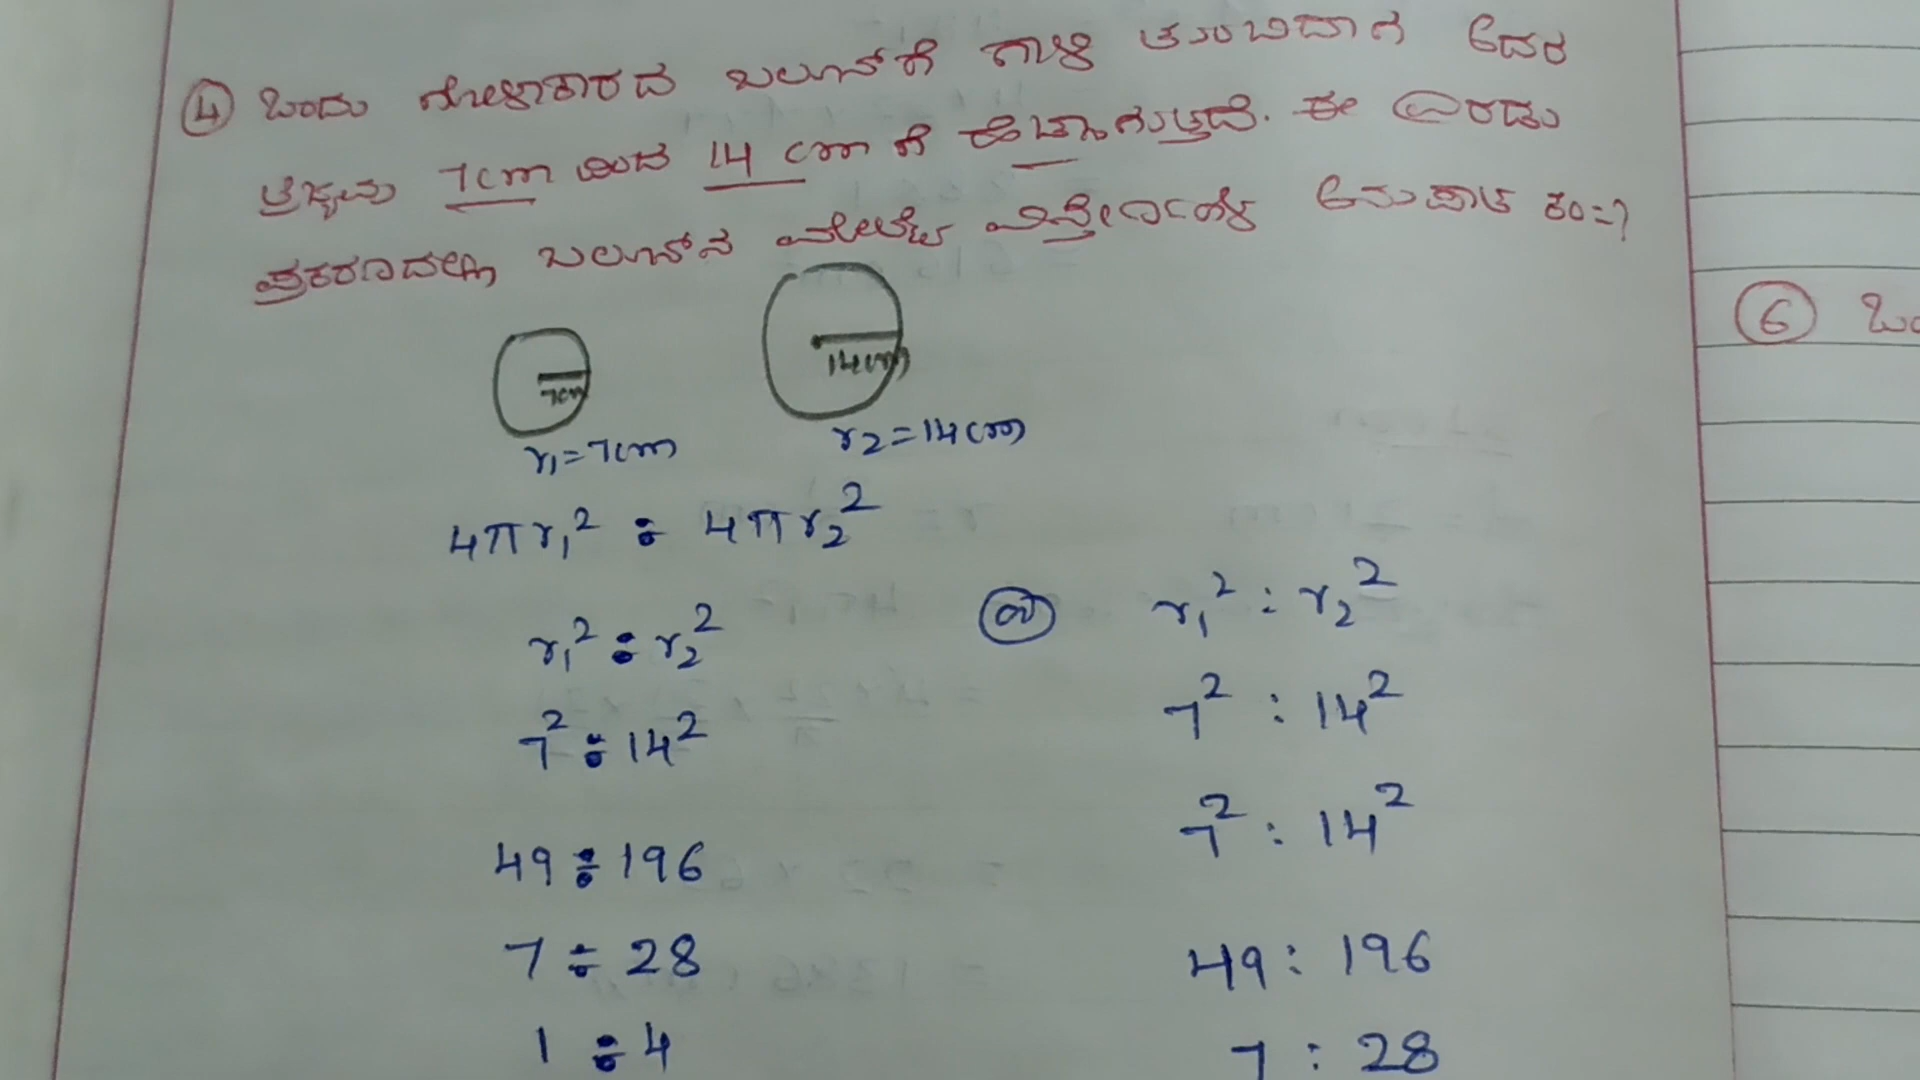 ④ ಒಂದು ಗೋಳಾಕಾರದ ಬಲೂನ್‌ಗೆ ಗಾಳಿ ತುಂಬಿದಾಗ ಅದರ
ತ್ರಿಜ್ಯವು 7cm ಯಿಂದ 14 cm ಗೆ ಹೆಚ್ಚಾಗುತ್ತದೆ. ಈ ಎರಡು
ಪ್ರಕರಣದಲ್ಲಿ ಬಲೂನ್‌ನ ಮೇಲ್ಮೈ ವಿಸ್ತೀರ್ಣಗಳ ಅನುಪಾತ ಕಂ=?
7cm
14cm
r₁=7cm
r₂=14cm
4πr₁² : 4πr₂²
r₁² : r₂²
7² : 14²
49 : 196
7 : 28
1 : 4
r₁² : r₂²
7² : 14²
7² : 14²
49 : 196
7 : 28
⑥ ಒಂ